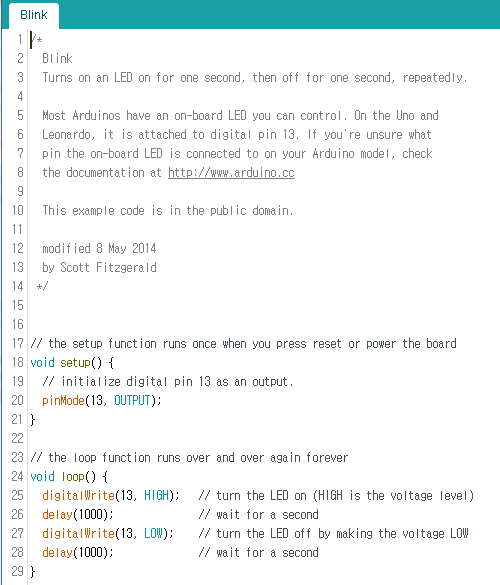 Blink
1 /*
2 Blink
3 Turns on an LED on for one second, then off for one second, repeatedly.
4
5 Most Arduinos have an on-board LED you can control. On the Uno and
6 Leonardo, it is attached to digital pin 13. If you're unsure what
7 pin the on-board LED is connected to on your Arduino model, check
8 the documentation at http://www.arduino.cc
9
10 This example code is in the public domain.
11
12 modified 8 May 2014
13 by Scott Fitzgerald
14 */
15
16
17 // the setup function runs once when you press reset or power the board
18 void setup() {
19 // initialize digital pin 13 as an output.
20 pinMode(13, OUTPUT);
21 }
22
23 // the loop function runs over and over again forever
24 void loop() {
25 digitalWrite(13, HIGH); // turn the LED on (HIGH is the voltage level)
26 delay(1000); // wait for a second
27 digitalWrite(13, LOW); // turn the LED off by making the voltage LOW
28 delay(1000); // wait for a second
29 }